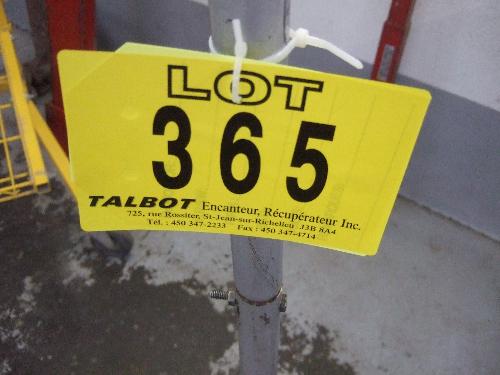 LOT
365
TALBOT Encanteur, Récupérateur Inc.
725, rue Rossiter, St-Jean-sur-Richelieu J3B 8A4
Tél. : 450 347-2233 Fax : 450 347-4714